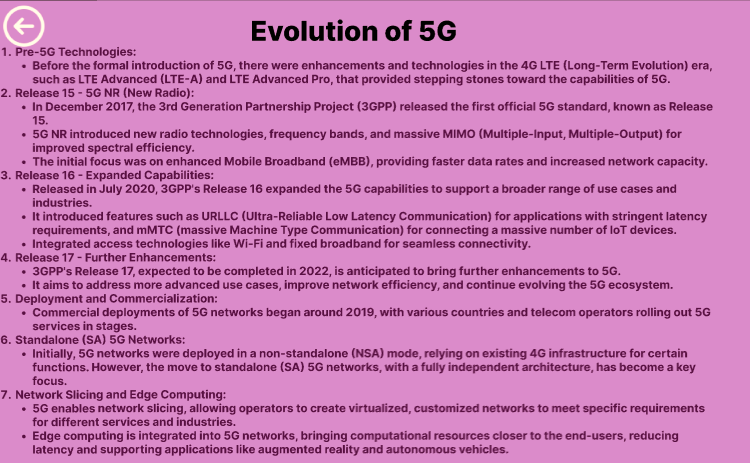 Evolution of 5G
1. Pre-5G Technologies:
• Before the formal introduction of 5G, there were enhancements and technologies in the 4G LTE (Long-Term Evolution) era,
such as LTE Advanced (LTE-A) and LTE Advanced Pro, that provided stepping stones toward the capabilities of 5G.
2. Release 15 - 5G NR (New Radio):
• In December 2017, the 3rd Generation Partnership Project (3GPP) released the first official 5G standard, known as Release
15.
• 5G NR introduced new radio technologies, frequency bands, and massive MIMO (Multiple-Input, Multiple-Output) for
improved spectral efficiency.
• The initial focus was on enhanced Mobile Broadband (eMBB), providing faster data rates and increased network capacity.
3. Release 16 - Expanded Capabilities:
• Released in July 2020, 3GPP's Release 16 expanded the 5G capabilities to support a broader range of use cases and
industries.
• It introduced features such as URLLC (Ultra-Reliable Low Latency Communication) for applications with stringent latency
requirements, and mMTC (massive Machine Type Communication) for connecting a massive number of IoT devices.
• Integrated access technologies like Wi-Fi and fixed broadband for seamless connectivity.
4. Release 17 - Further Enhancements:
• 3GPP's Release 17, expected to be completed in 2022, is anticipated to bring further enhancements to 5G.
• It aims to address more advanced use cases, improve network efficiency, and continue evolving the 5G ecosystem.
5. Deployment and Commercialization:
• Commercial deployments of 5G networks began around 2019, with various countries and telecom operators rolling out 5G
services in stages.
6. Standalone (SA) 5G Networks:
• Initially, 5G networks were deployed in a non-standalone (NSA) mode, relying on existing 4G infrastructure for certain
functions. However, the move to standalone (SA) 5G networks, with a fully independent architecture, has become a key
focus.
7. Network Slicing and Edge Computing:
• 5G enables network slicing, allowing operators to create virtualized, customized networks to meet specific requirements
for different services and industries.
• Edge computing is integrated into 5G networks, bringing computational resources closer to the end-users, reducing
latency and supporting applications like augmented reality and autonomous vehicles.